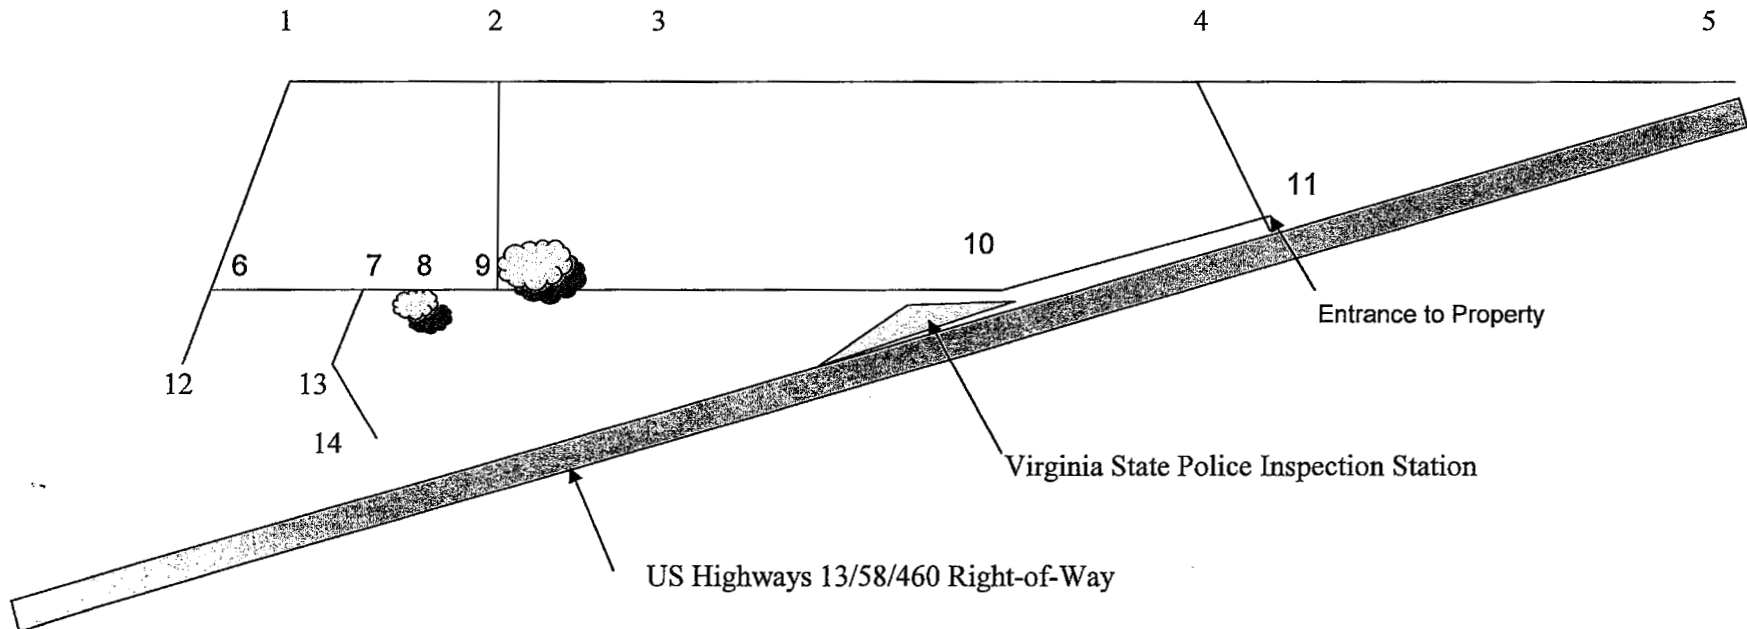 1 2 3 4 5
11
10
6 7 8 9
Entrance to Property
12 13
14
Virginia State Police Inspection Station
US Highways 13/58/460 Right-of-Way